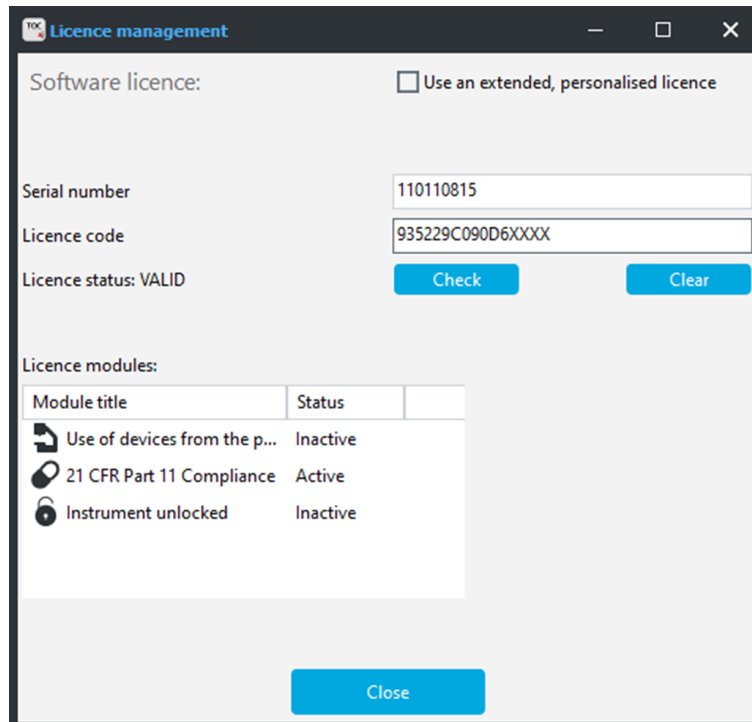 TOC
Licence management
Software licence:
Use an extended, personalised licence
Serial number
110110815
Licence code
935229C090D6XXXX
Licence status: VALID
Check
Clear
Licence modules:
Module title Status
Use of devices from the p... Inactive
21 CFR Part 11 Compliance Active
Instrument unlocked Inactive
Close